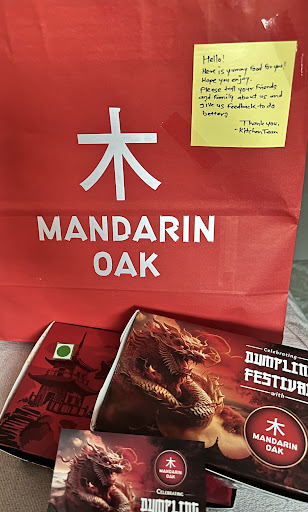 Hello!
Here is yummy food for you!
Hope you enjoy.
Please tell your friends
and family about us and
give us feedback to do
better;
Thank you.
-Kitchen Team
木
MANDARIN
OAK
Celebrating
DUMPLING
FESTIVAL
with
木
MANDARIN
OAK
木
MANDARIN
OAK
CELEBRATING
DUMPLING